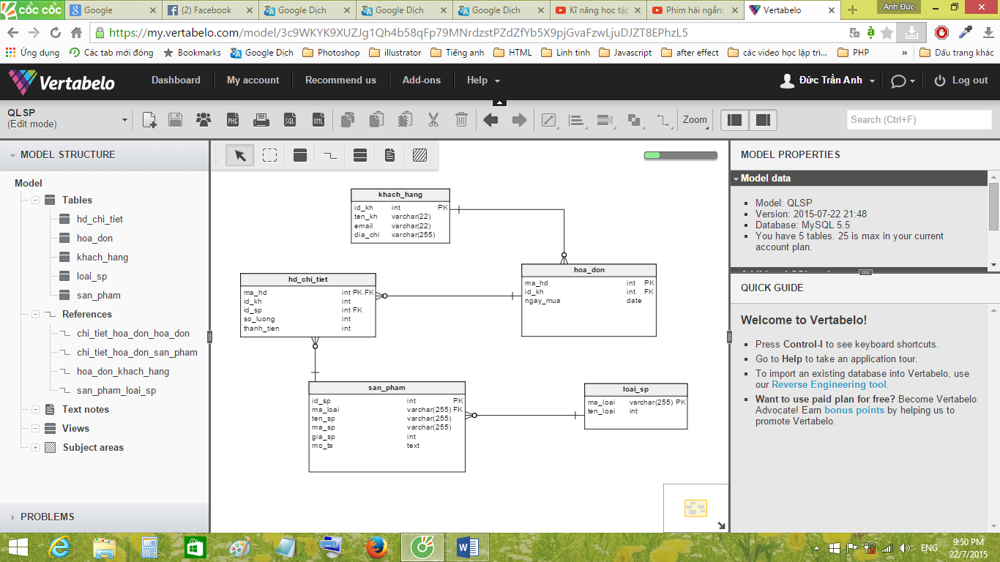 CỐC CỐC
Google
(2) Facebook
Google Dịch
Google Dịch
Google Dịch
Kĩ năng học tập
Phim hài ngắn:
Vertabelo
Anh Đức
https://my.vertabelo.com/model/3c9WKYK9XUZJg1Qh4b58qFp79MNrdzstPZdZfYb5X9pjGvaFzwLjuDJZT8EPhzL5
Ứng dụng
Các tab mới đóng
Bookmarks
Google Dịch
Photoshop
illustrator
Tiếng anh
HTML
Linh tinh
Javascript
after effect
các video học lập trì...
PHP
»
Dấu trang khác
Vertabelo
Dashboard
My account
Recommend us
Add-ons
Help
Đức Trần Anh
Log out
QLSP
(Edit mode)
PNG
SQL
XML
Zoom
Search (Ctrl+F)
MODEL STRUCTURE
Model
Tables
hd_chi_tiet
hoa_don
khach_hang
loai_sp
san_pham
References
chi_tiet_hoa_don_hoa_don
chi_tiet_hoa_don_san_pham
hoa_don_khach_hang
san_pham_loai_sp
Text notes
Views
Subject areas
PROBLEMS
khach_hang
id_kh int PK
ten_kh varchar(22)
email varchar(22)
dia_chi varchar(255)
hoa_don
ma_hd int PK
id_kh int FK
ngay_mua date
hd_chi_tiet
ma_hd int PK FK
id_kh int
id_sp int FK
so_luong int
thanh_tien int
san_pham
id_sp int PK
ma_loai varchar(255) FK
ten_sp varchar(255)
ma_sp varchar(255)
gia_sp int
mo_ta text
loai_sp
ma_loai varchar(255) PK
ten_loai int
MODEL PROPERTIES
Model data
Model: QLSP
Version: 2015-07-22 21:48
Database: MySQL 5.5
You have 5 tables. 25 is max in your current
account plan.
QUICK GUIDE
Welcome to Vertabelo!
Press Control-I to see keyboard shortcuts.
Go to Help to take an application tour.
To import an existing database into Vertabelo, use
our Reverse Engineering tool.
Want to use paid plan for free? Become Vertabelo
Advocate! Earn bonus points by helping us to
promote Vertabelo.
ENG
9:50 PM
22/7/2015